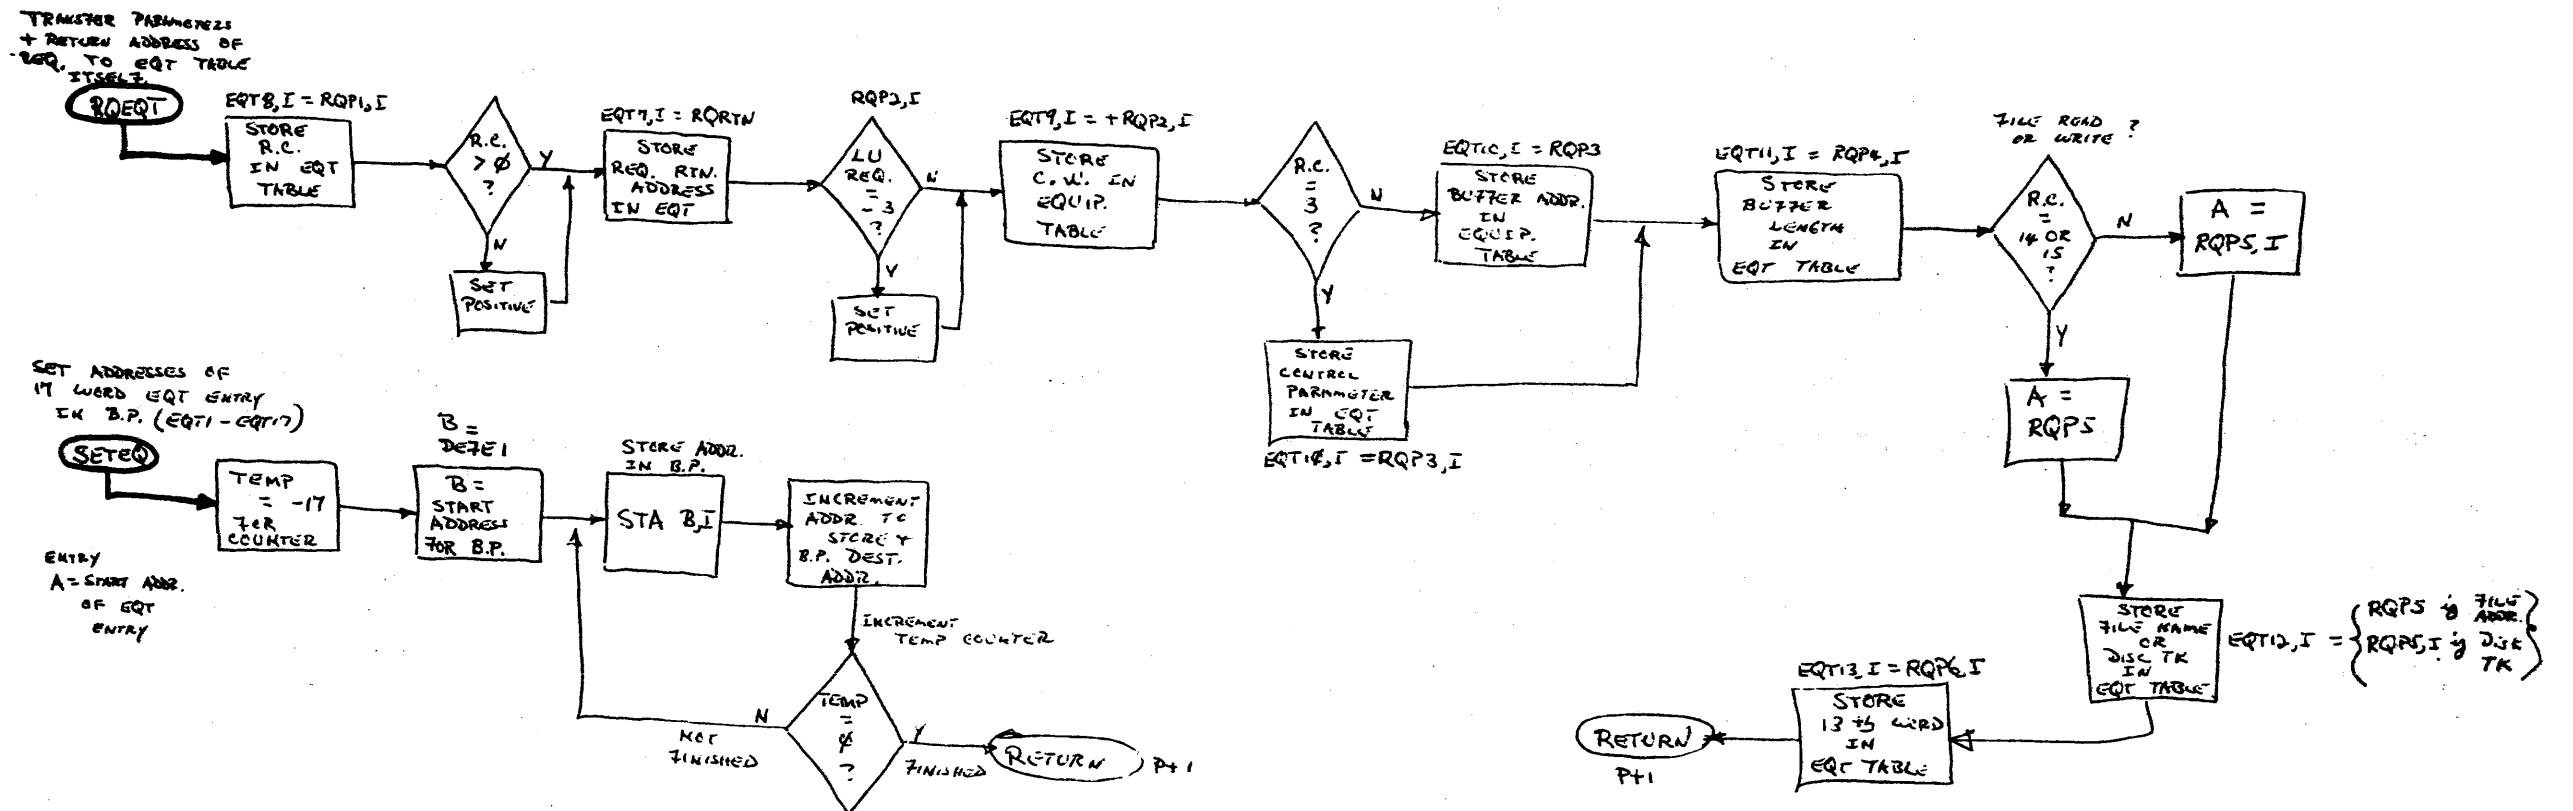 TRANSFER PARAMETERS
+ RETURN ADDRESS OF
REQ. TO EQT TABLE
ITSELF.
RQEQT
EQT8,I = RQP1,I
STORE
R.C.
IN EQT
TABLE
R.C.
> 0
?
Y
N
SET
POSITIVE
EQT7,I = RQRTN
STORE
REQ. RTN.
ADDRESS
IN EQT
RQP2,I
LU
REQ.
=
-3
?
N
Y
SET
POSITIVE
EQT9,I = +RQP2,I
STORE
C.W. IN
EQUIP.
TABLE
R.C.
=
3
?
N
Y
STORE
CONTROL
PARAMETER
IN EQT
TABLE
EQT10,I = RQP3,I
EQT10,I = RQP3
STORE
BUFFER ADDR.
IN
EQUIP.
TABLE
EQT11,I = RQP4,I
STORE
BUFFER
LENGTH
IN
EQT TABLE
FILE READ ?
OR WRITE
R.C.
=
14 OR
15
?
N
Y
A =
RQP5,I
A =
RQP5
STORE
FILE NAME
OR
DISC TK
IN
EQT TABLE
EQT12,I =
RQP5 if FILE
ADDR.
RQP5,I if Disk
TK
EQT13,I = RQP6,I
STORE
13th WORD
IN
EQT TABLE
RETURN
P+1
SET ADDRESSES OF
17 WORD EQT ENTRY
IN B.P. (EQT1-EQT17)
SETEQ
ENTRY
A = START ADDR.
OF EQT
ENTRY
TEMP
= -17
FOR
COUNTER
B =
DEFE1
B =
START
ADDRESS
FOR B.P.
STORE ADDR.
IN B.P.
STA B,I
INCREMENT
ADDR. TO
STORE +
B.P. DEST.
ADDR.
INCREMENT
TEMP COUNTER
TEMP
=
0
?
N
NOT
FINISHED
Y
FINISHED
RETURN
P+1